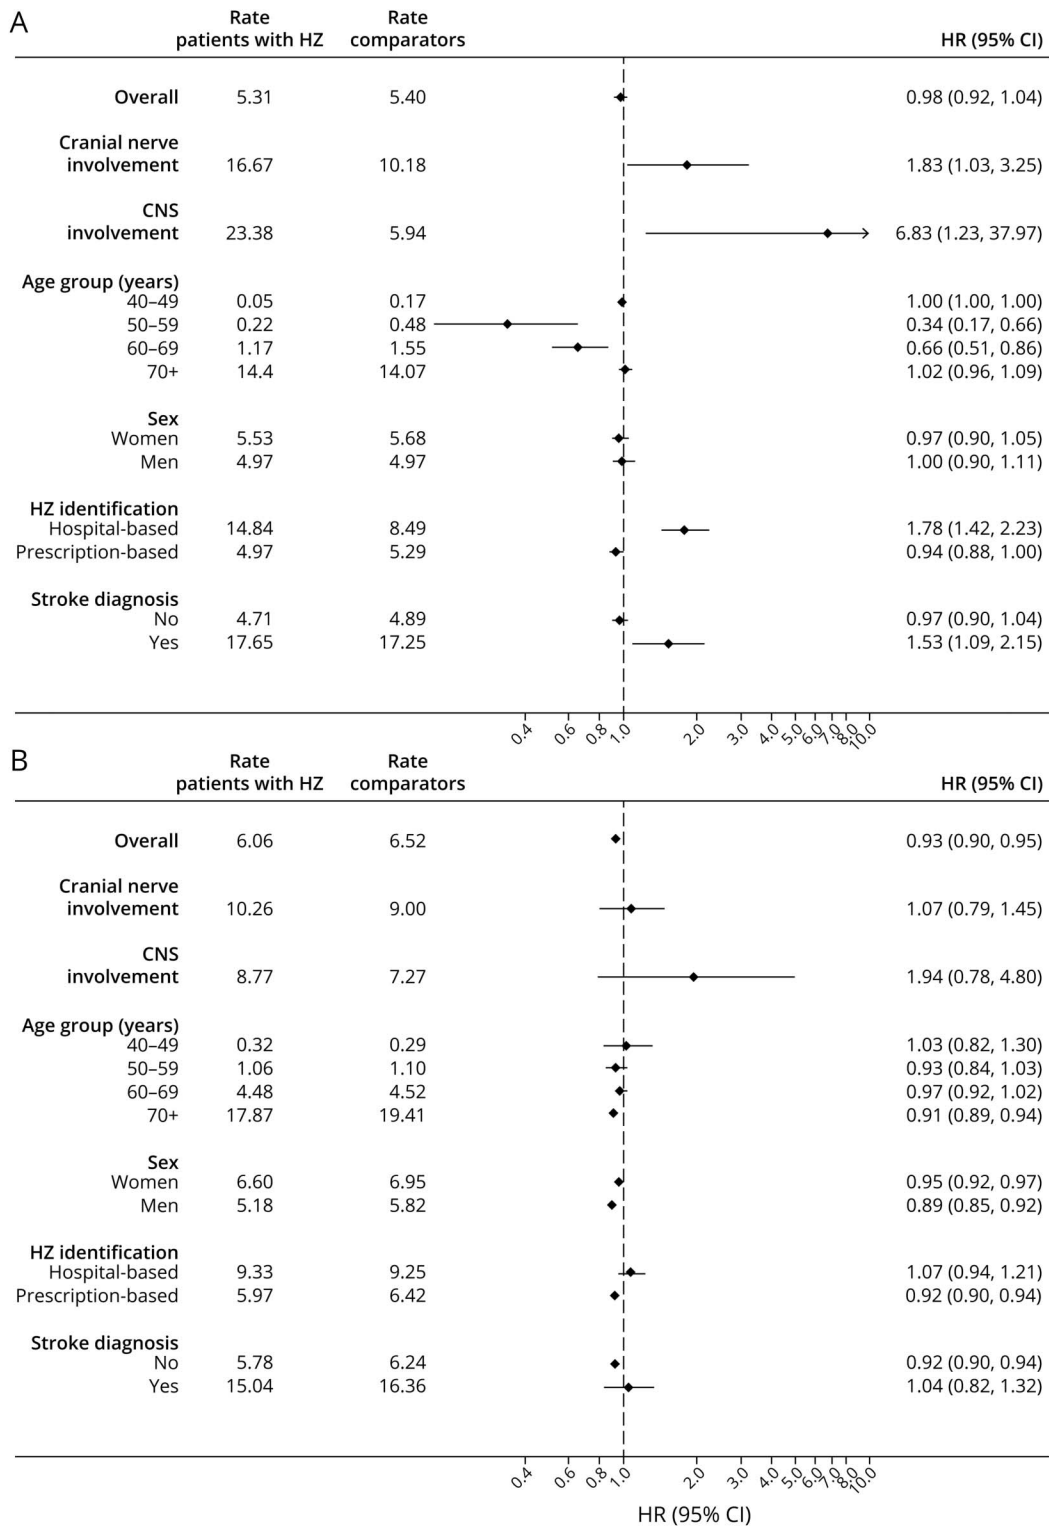 A
Rate Rate
patients with HZ comparators HR (95% CI)
Overall 5.31 5.40 0.98 (0.92, 1.04)
Cranial nerve
involvement 16.67 10.18 1.83 (1.03, 3.25)
CNS
involvement 23.38 5.94 6.83 (1.23, 37.97)
Age group (years)
40–49 0.05 0.17 1.00 (1.00, 1.00)
50–59 0.22 0.48 0.34 (0.17, 0.66)
60–69 1.17 1.55 0.66 (0.51, 0.86)
70+ 14.4 14.07 1.02 (0.96, 1.09)
Sex
Women 5.53 5.68 0.97 (0.90, 1.05)
Men 4.97 4.97 1.00 (0.90, 1.11)
HZ identification
Hospital-based 14.84 8.49 1.78 (1.42, 2.23)
Prescription-based 4.97 5.29 0.94 (0.88, 1.00)
Stroke diagnosis
No 4.71 4.89 0.97 (0.90, 1.04)
Yes 17.65 17.25 1.53 (1.09, 2.15)
0.4 0.6 0.8 1.0 2.0 3.0 4.0 5.0 6.0 7.0 8.0 10.0
B
Rate Rate
patients with HZ comparators HR (95% CI)
Overall 6.06 6.52 0.93 (0.90, 0.95)
Cranial nerve
involvement 10.26 9.00 1.07 (0.79, 1.45)
CNS
involvement 8.77 7.27 1.94 (0.78, 4.80)
Age group (years)
40–49 0.32 0.29 1.03 (0.82, 1.30)
50–59 1.06 1.10 0.93 (0.84, 1.03)
60–69 4.48 4.52 0.97 (0.92, 1.02)
70+ 17.87 19.41 0.91 (0.89, 0.94)
Sex
Women 6.60 6.95 0.95 (0.92, 0.97)
Men 5.18 5.82 0.89 (0.85, 0.92)
HZ identification
Hospital-based 9.33 9.25 1.07 (0.94, 1.21)
Prescription-based 5.97 6.42 0.92 (0.90, 0.94)
Stroke diagnosis
No 5.78 6.24 0.92 (0.90, 0.94)
Yes 15.04 16.36 1.04 (0.82, 1.32)
0.4 0.6 0.8 1.0 2.0 3.0 4.0 5.0 6.0 7.0 8.0 10.0
HR (95% CI)